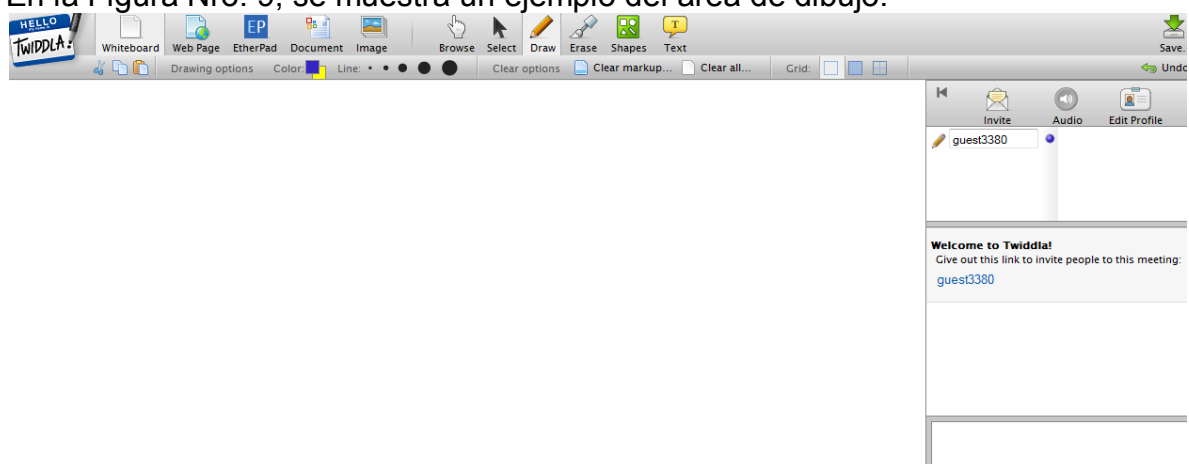 En la Figura Nro. 9, se muestra un ejemplo del área de dibujo.
HELLO
TWIDDLA!
Whiteboard Web Page EtherPad Document Image Browse Select Draw Erase Shapes Text Save.
EP
T
Drawing options Color: Line: Clear options Clear markup... Clear all... Grid: Undo
Invite Audio Edit Profile
guest3380
Welcome to Twiddla!
Give out this link to invite people to this meeting:
guest3380